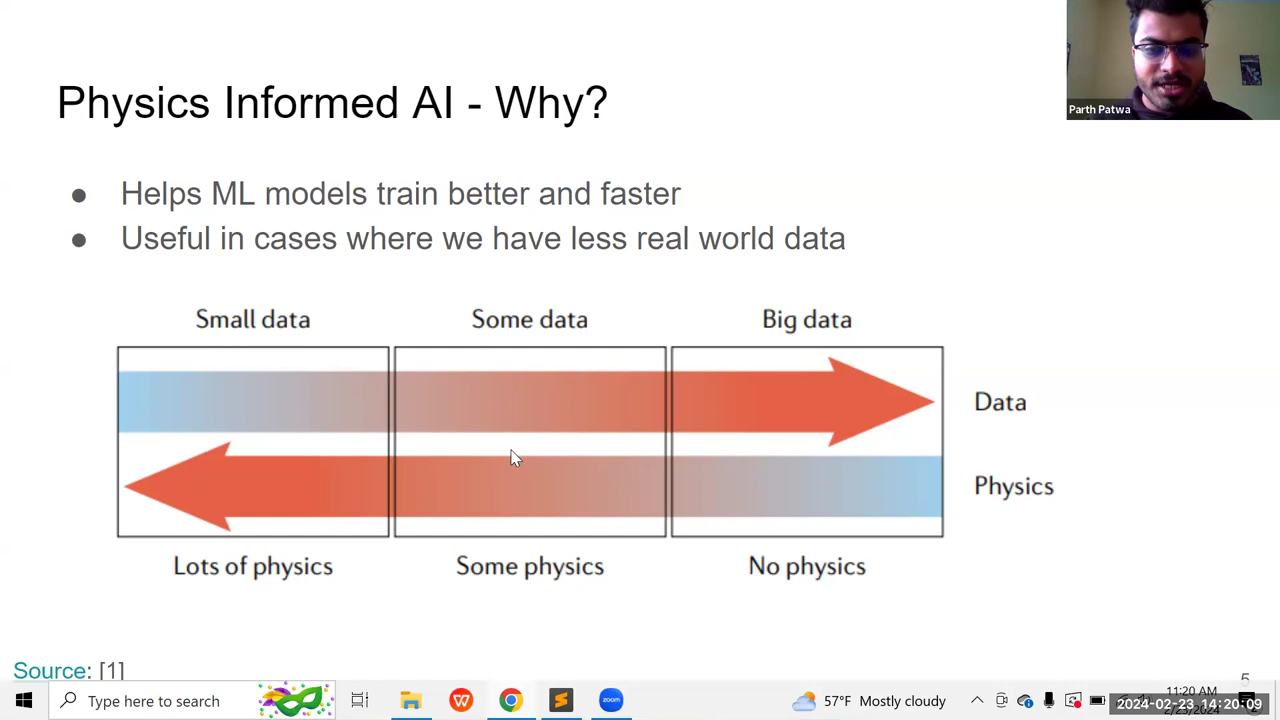 Physics Informed AI - Why?
Parth Patwa
● Helps ML models train better and faster
● Useful in cases where we have less real world data
Small data Some data Big data
Data
Physics
Lots of physics Some physics No physics
Source: [1]
5
Type here to search
W
zoom
57°F Mostly cloudy
11:20 AM
2024-02-23 14:20:09